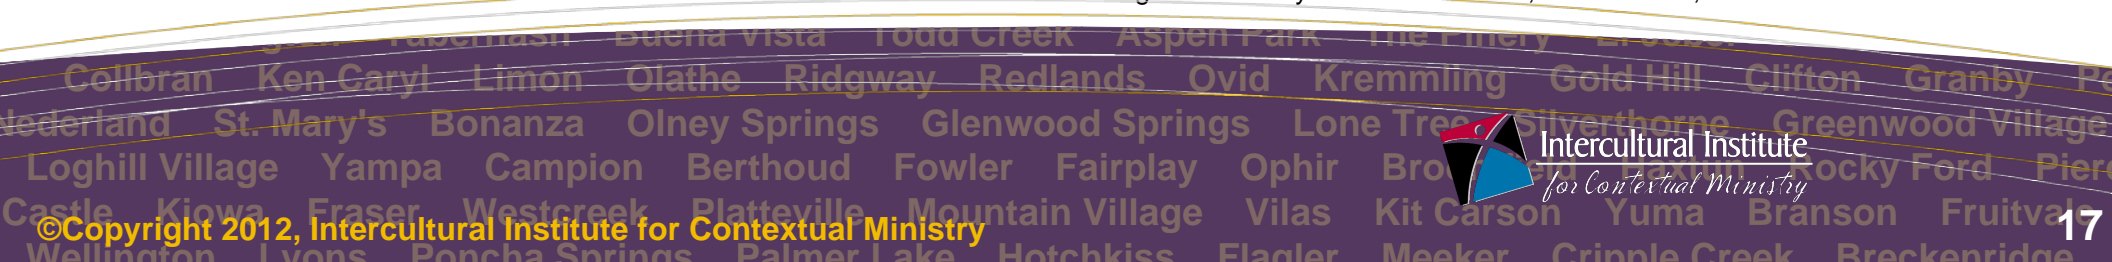 Buena Vista Todd Creek Aspen Park The Pinery
Collbran Ken Caryl Limon Olathe Ridgway Redlands Ovid Kremmling Gold Hill Clifton Granby
Nederland St. Mary's Bonanza Olney Springs Glenwood Springs Lone Tree Silverthorne Greenwood Village
Loghill Village Yampa Campion Berthoud Fowler Fairplay Ophir Rocky Ford
Castle Kiowa Fraser Westcreek Platteville Mountain Village Vilas Kit Carson Yuma Branson
Wellington Lyons Poncha Springs Palmer Lake Hotchkiss Flagler Meeker Cripple Creek Breckenridge
Intercultural Institute
for Contextual Ministry
©Copyright 2012, Intercultural Institute for Contextual Ministry
17